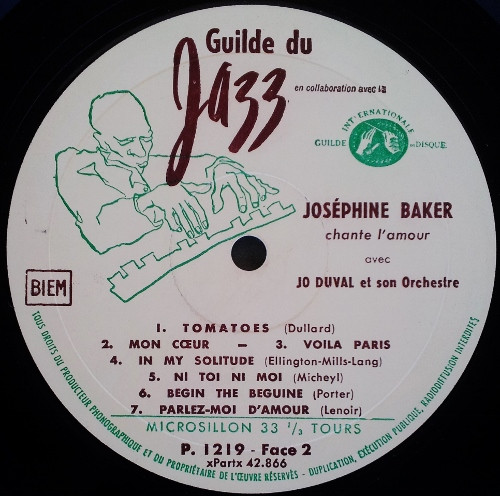 Guilde du
Jazz
en collaboration avec la
GUILDE INTERNATIONALE DU DISQUE
JOSÉPHINE BAKER
chante l'amour
avec
JO DUVAL et son Orchestre
BIEM
1. TOMATOES (Dullard)
2. MON CŒUR – 3. VOILA PARIS
4. IN MY SOLITUDE (Ellington-Mills-Lang)
5. NI TOI NI MOI (Micheyl)
6. BEGIN THE BEGUINE (Porter)
7. PARLEZ-MOI D'AMOUR (Lenoir)
MICROSILLON 33 1/3 TOURS
P. 1219 - Face 2
xPartx 42.866
TOUS DROITS DU PRODUCTEUR PHONOGRAPHIQUE ET DU PROPRIÉTAIRE DE L'ŒUVRE RÉSERVÉS - DUPLICATION, EXÉCUTION PUBLIQUE, RADIODIFFUSION INTERDITES